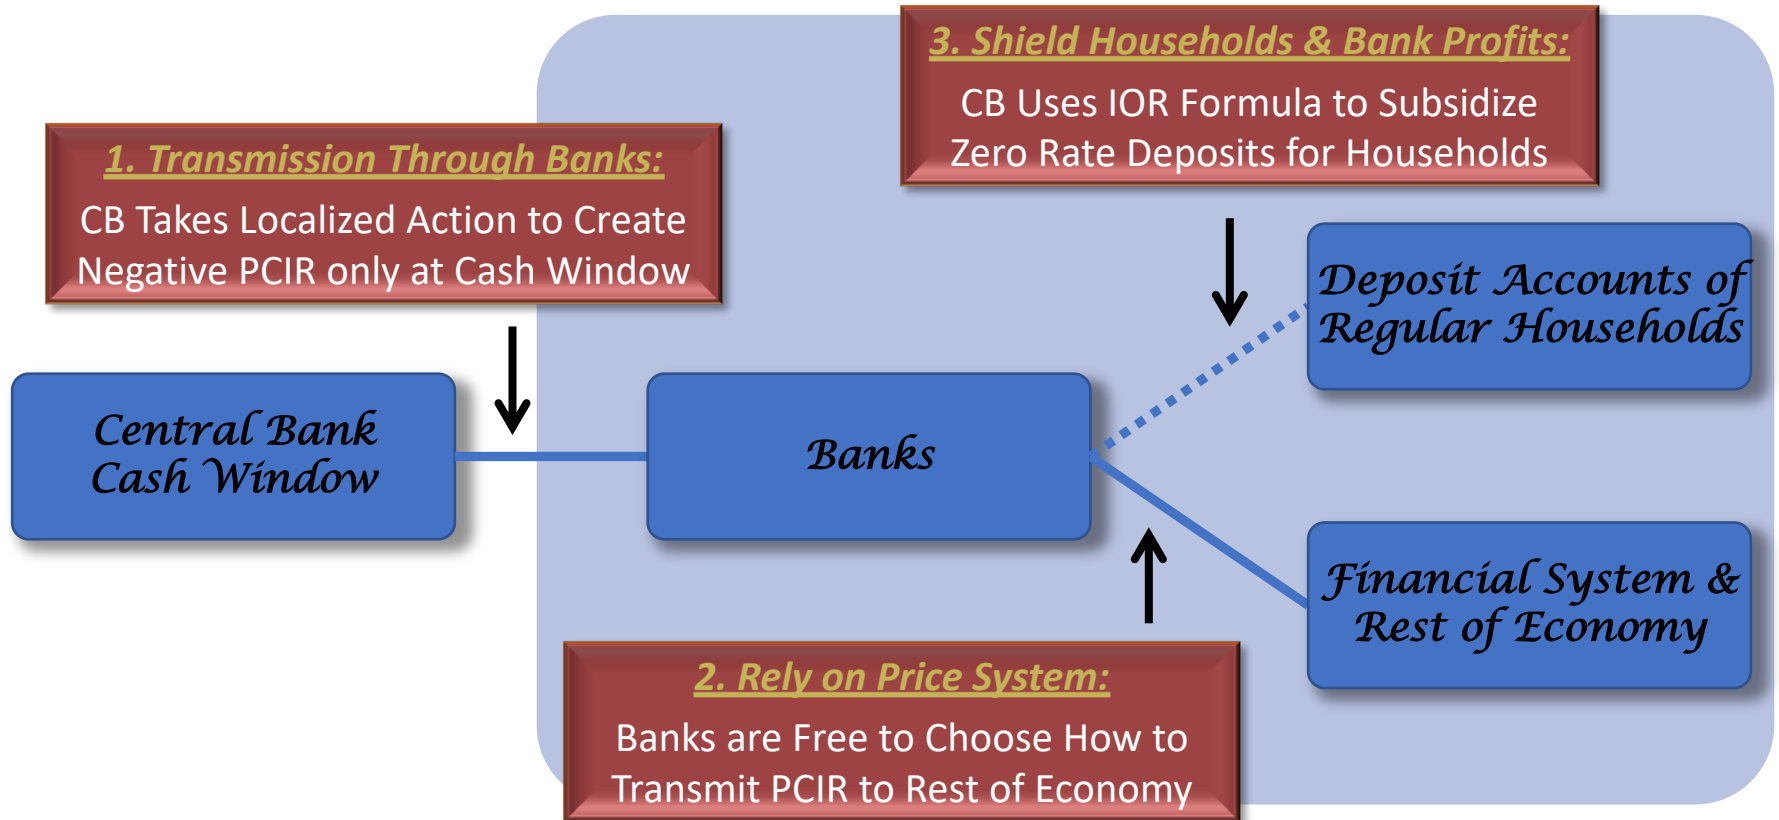 1. Transmission Through Banks:
CB Takes Localized Action to Create
Negative PCIR only at Cash Window
3. Shield Households & Bank Profits:
CB Uses IOR Formula to Subsidize
Zero Rate Deposits for Households
Central Bank
Cash Window
Banks
Deposit Accounts of
Regular Households
Financial System &
Rest of Economy
2. Rely on Price System:
Banks are Free to Choose How to
Transmit PCIR to Rest of Economy